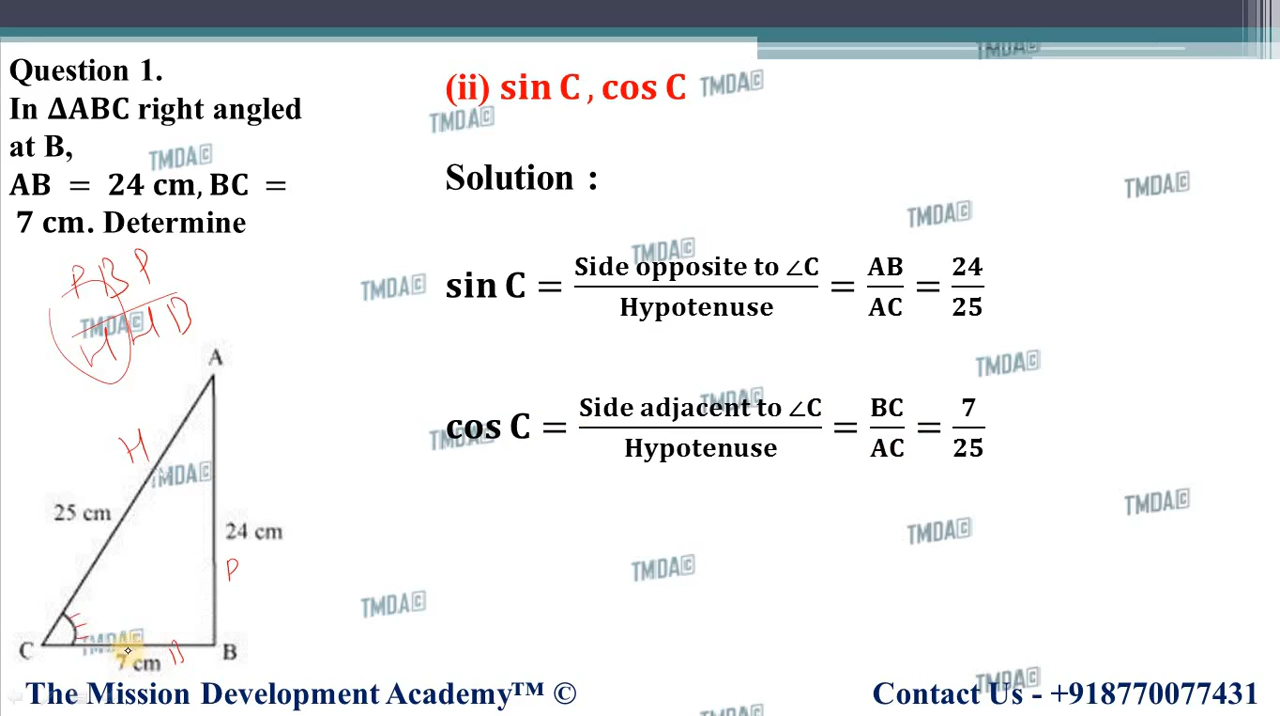 Question 1.
In ΔABC right angled
at B,
AB = 24 cm, BC =
7 cm. Determine
P B P
H H B
A
H
25 cm
24 cm
P
C
B
7 cm
B
(ii) sin C , cos C
Solution :
sin C = Side opposite to ∠C / Hypotenuse = AB / AC = 24 / 25
cos C = Side adjacent to ∠C / Hypotenuse = BC / AC = 7 / 25
TMDA©
The Mission Development Academy™ ©
Contact Us - +918770077431